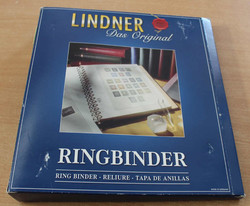 LINDNER
Das Original
RINGBINDER
RING BINDER - RELIURE - TAPA DE ANILLAS